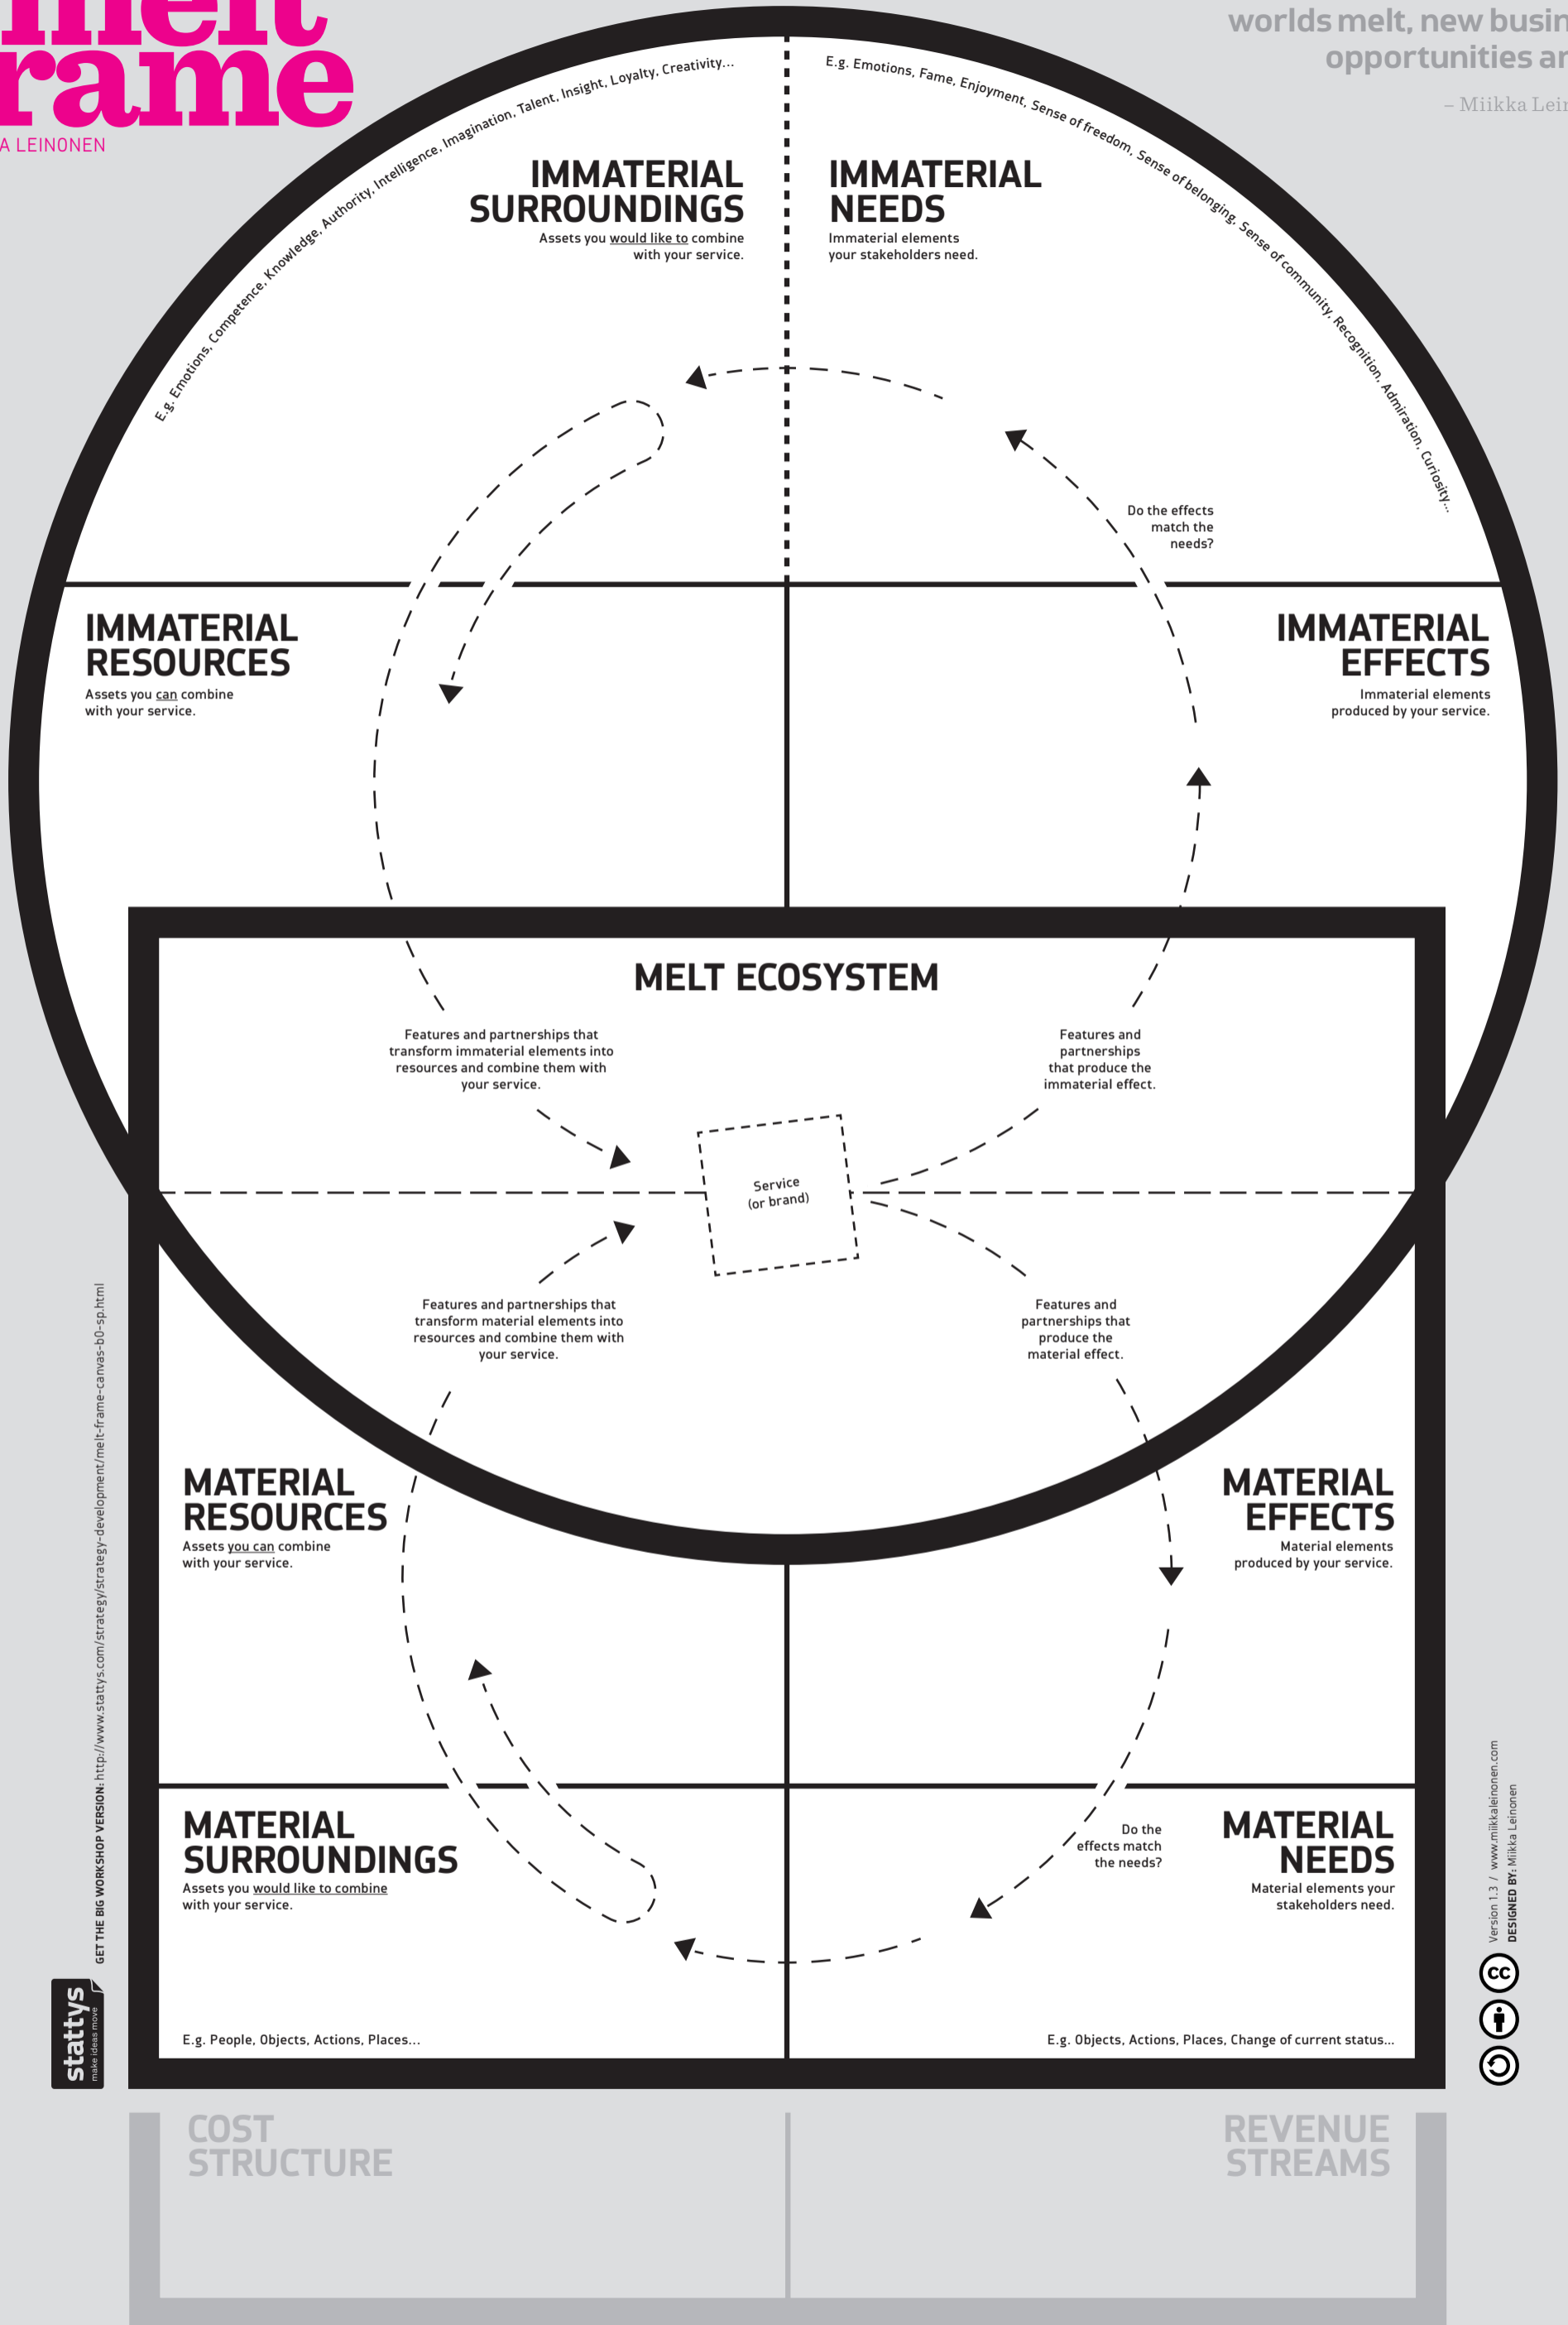 melt
rame
A LEINONEN
worlds melt, new busin
opportunities ar
– Miikka Lein
E.g. Emotions, Competence, Knowledge, Authority, Intelligence, Imagination, Talent, Insight, Loyalty, Creativity...
E.g. Emotions, Fame, Enjoyment, Sense of freedom, Sense of belonging, Sense of community, Recognition, Admiration, Curiosity...
IMMATERIAL
SURROUNDINGS
Assets you would like to combine
with your service.
IMMATERIAL
NEEDS
Immaterial elements
your stakeholders need.
Do the effects
match the
needs?
IMMATERIAL
RESOURCES
Assets you can combine
with your service.
IMMATERIAL
EFFECTS
Immaterial elements
produced by your service.
MELT ECOSYSTEM
Features and partnerships that
transform immaterial elements into
resources and combine them with
your service.
Features and
partnerships
that produce the
immaterial effect.
Service
(or brand)
Features and partnerships that
transform material elements into
resources and combine them with
your service.
Features and
partnerships that
produce the
material effect.
MATERIAL
RESOURCES
Assets you can combine
with your service.
MATERIAL
EFFECTS
Material elements
produced by your service.
MATERIAL
SURROUNDINGS
Assets you would like to combine
with your service.
Do the
effects match
the needs?
MATERIAL
NEEDS
Material elements your
stakeholders need.
E.g. People, Objects, Actions, Places...
E.g. Objects, Actions, Places, Change of current status...
COST
STRUCTURE
REVENUE
STREAMS
GET THE BIG WORKSHOP VERSION: http://www.stattys.com/strategy/strategy-development/melt-frame-canvas-b0-sp.html
stattys
make ideas move
Version 1.3 / www.miikkaleinonen.com
DESIGNED BY: Miikka Leinonen
cc